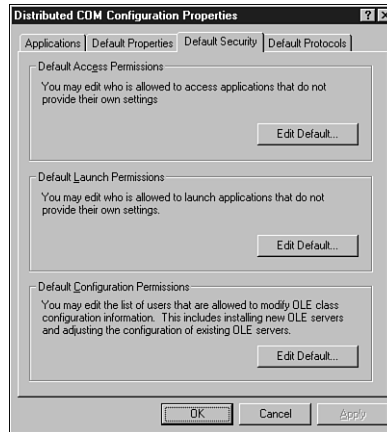 Distributed COM Configuration Properties
Applications Default Properties Default Security Default Protocols
Default Access Permissions
You may edit who is allowed to access applications that do not
provide their own settings
Edit Default...
Default Launch Permissions
You may edit who is allowed to launch applications that do not
provide their own settings.
Edit Default...
Default Configuration Permissions
You may edit the list of users that are allowed to modify OLE class
configuration information. This includes installing new OLE servers
and adjusting the configuration of existing OLE servers.
Edit Default...
OK Cancel Apply